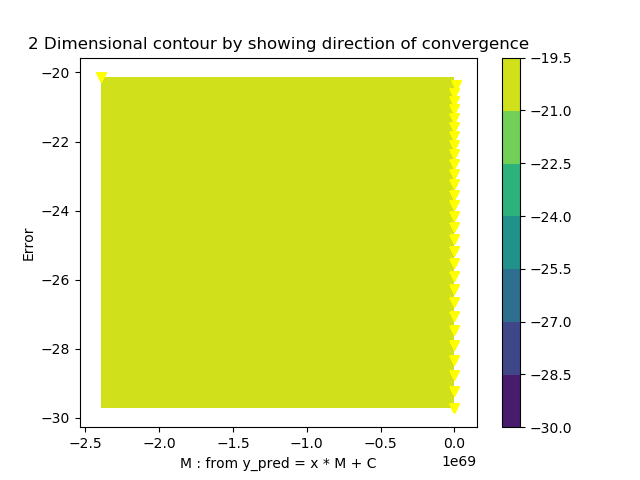 2 Dimensional contour by showing direction of convergence
−20
−22
−24
−26
−28
−30
Error
−2.5 −2.0 −1.5 −1.0 −0.5 0.0
1e69
M : from y_pred = x * M + C
−19.5
−21.0
−22.5
−24.0
−25.5
−27.0
−28.5
−30.0